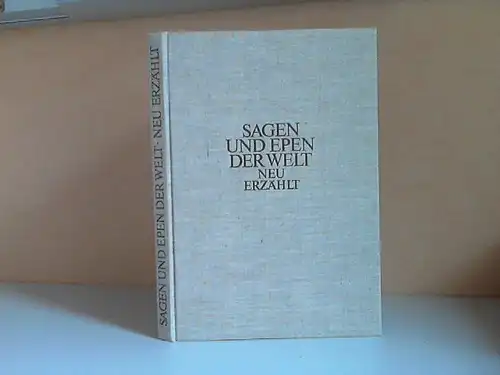 SAGEN UND EPEN DER WELT · NEU ERZÄHLT
SAGEN
UND EPEN
DER WELT
NEU
ERZÄHLT